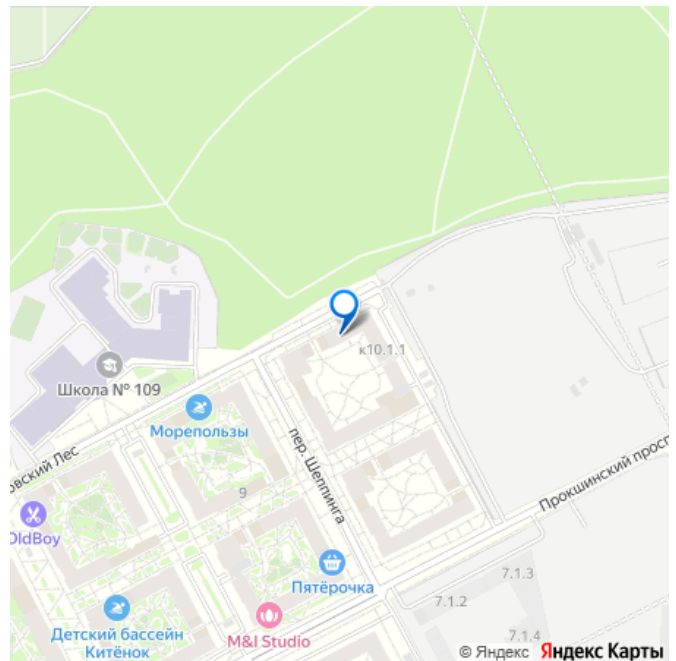 к10.1.1
Школа № 109
Морепользы
овский Лес
пер. Шеппинга
9
Прокшинский просп
OldBoy
Пятёрочка
7.1.3
7.1.2
Детский бассейн
Китёнок
M&I Studio
7.1.4
© Яндекс Яндекс Карты